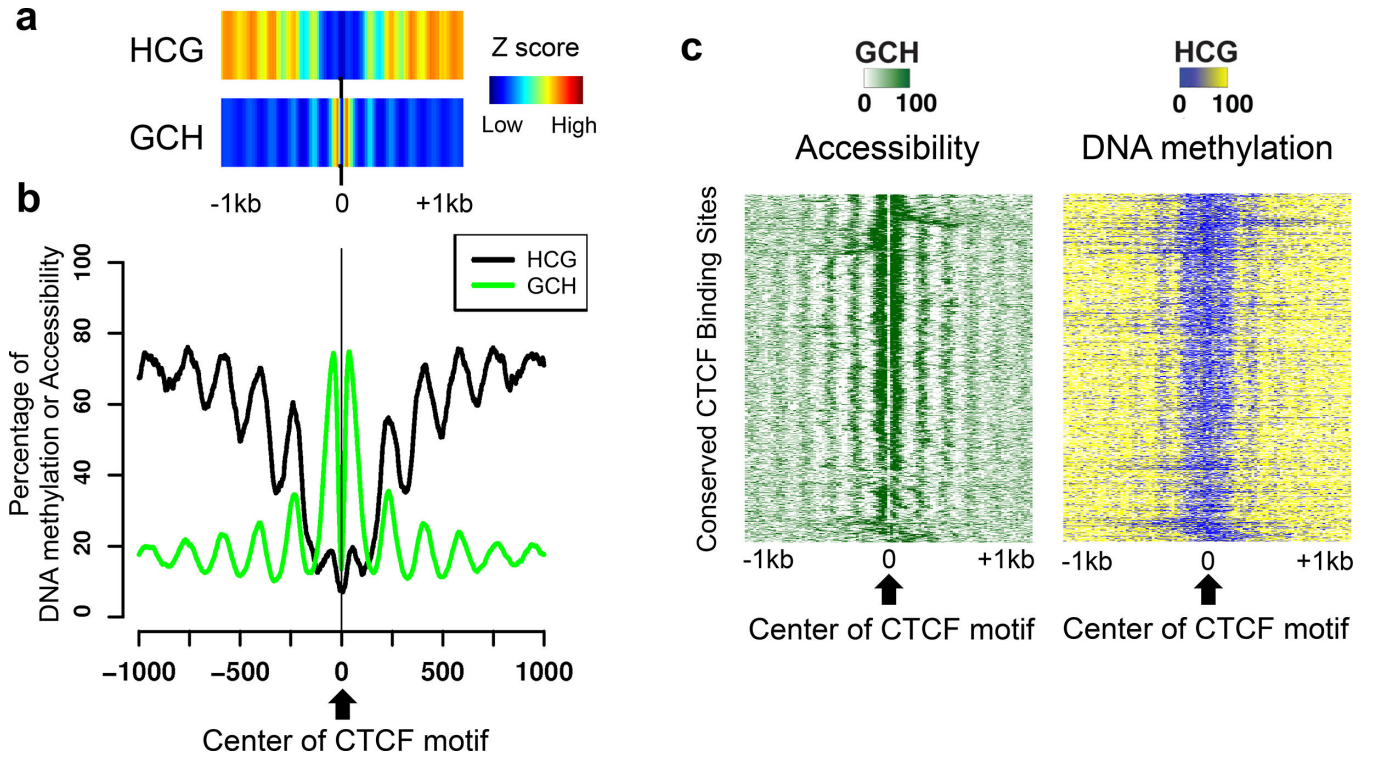 a
HCG
GCH
Z score
Low High
-1kb 0 +1kb
b
Percentage of
DNA methylation or Accessibility
0 20 40 60 80 100
HCG
GCH
−1000 −500 0 500 1000
Center of CTCF motif
c
GCH
0 100
Accessibility
HCG
0 100
DNA methylation
Conserved CTCF Binding Sites
-1kb 0 +1kb
Center of CTCF motif
-1kb 0 +1kb
Center of CTCF motif